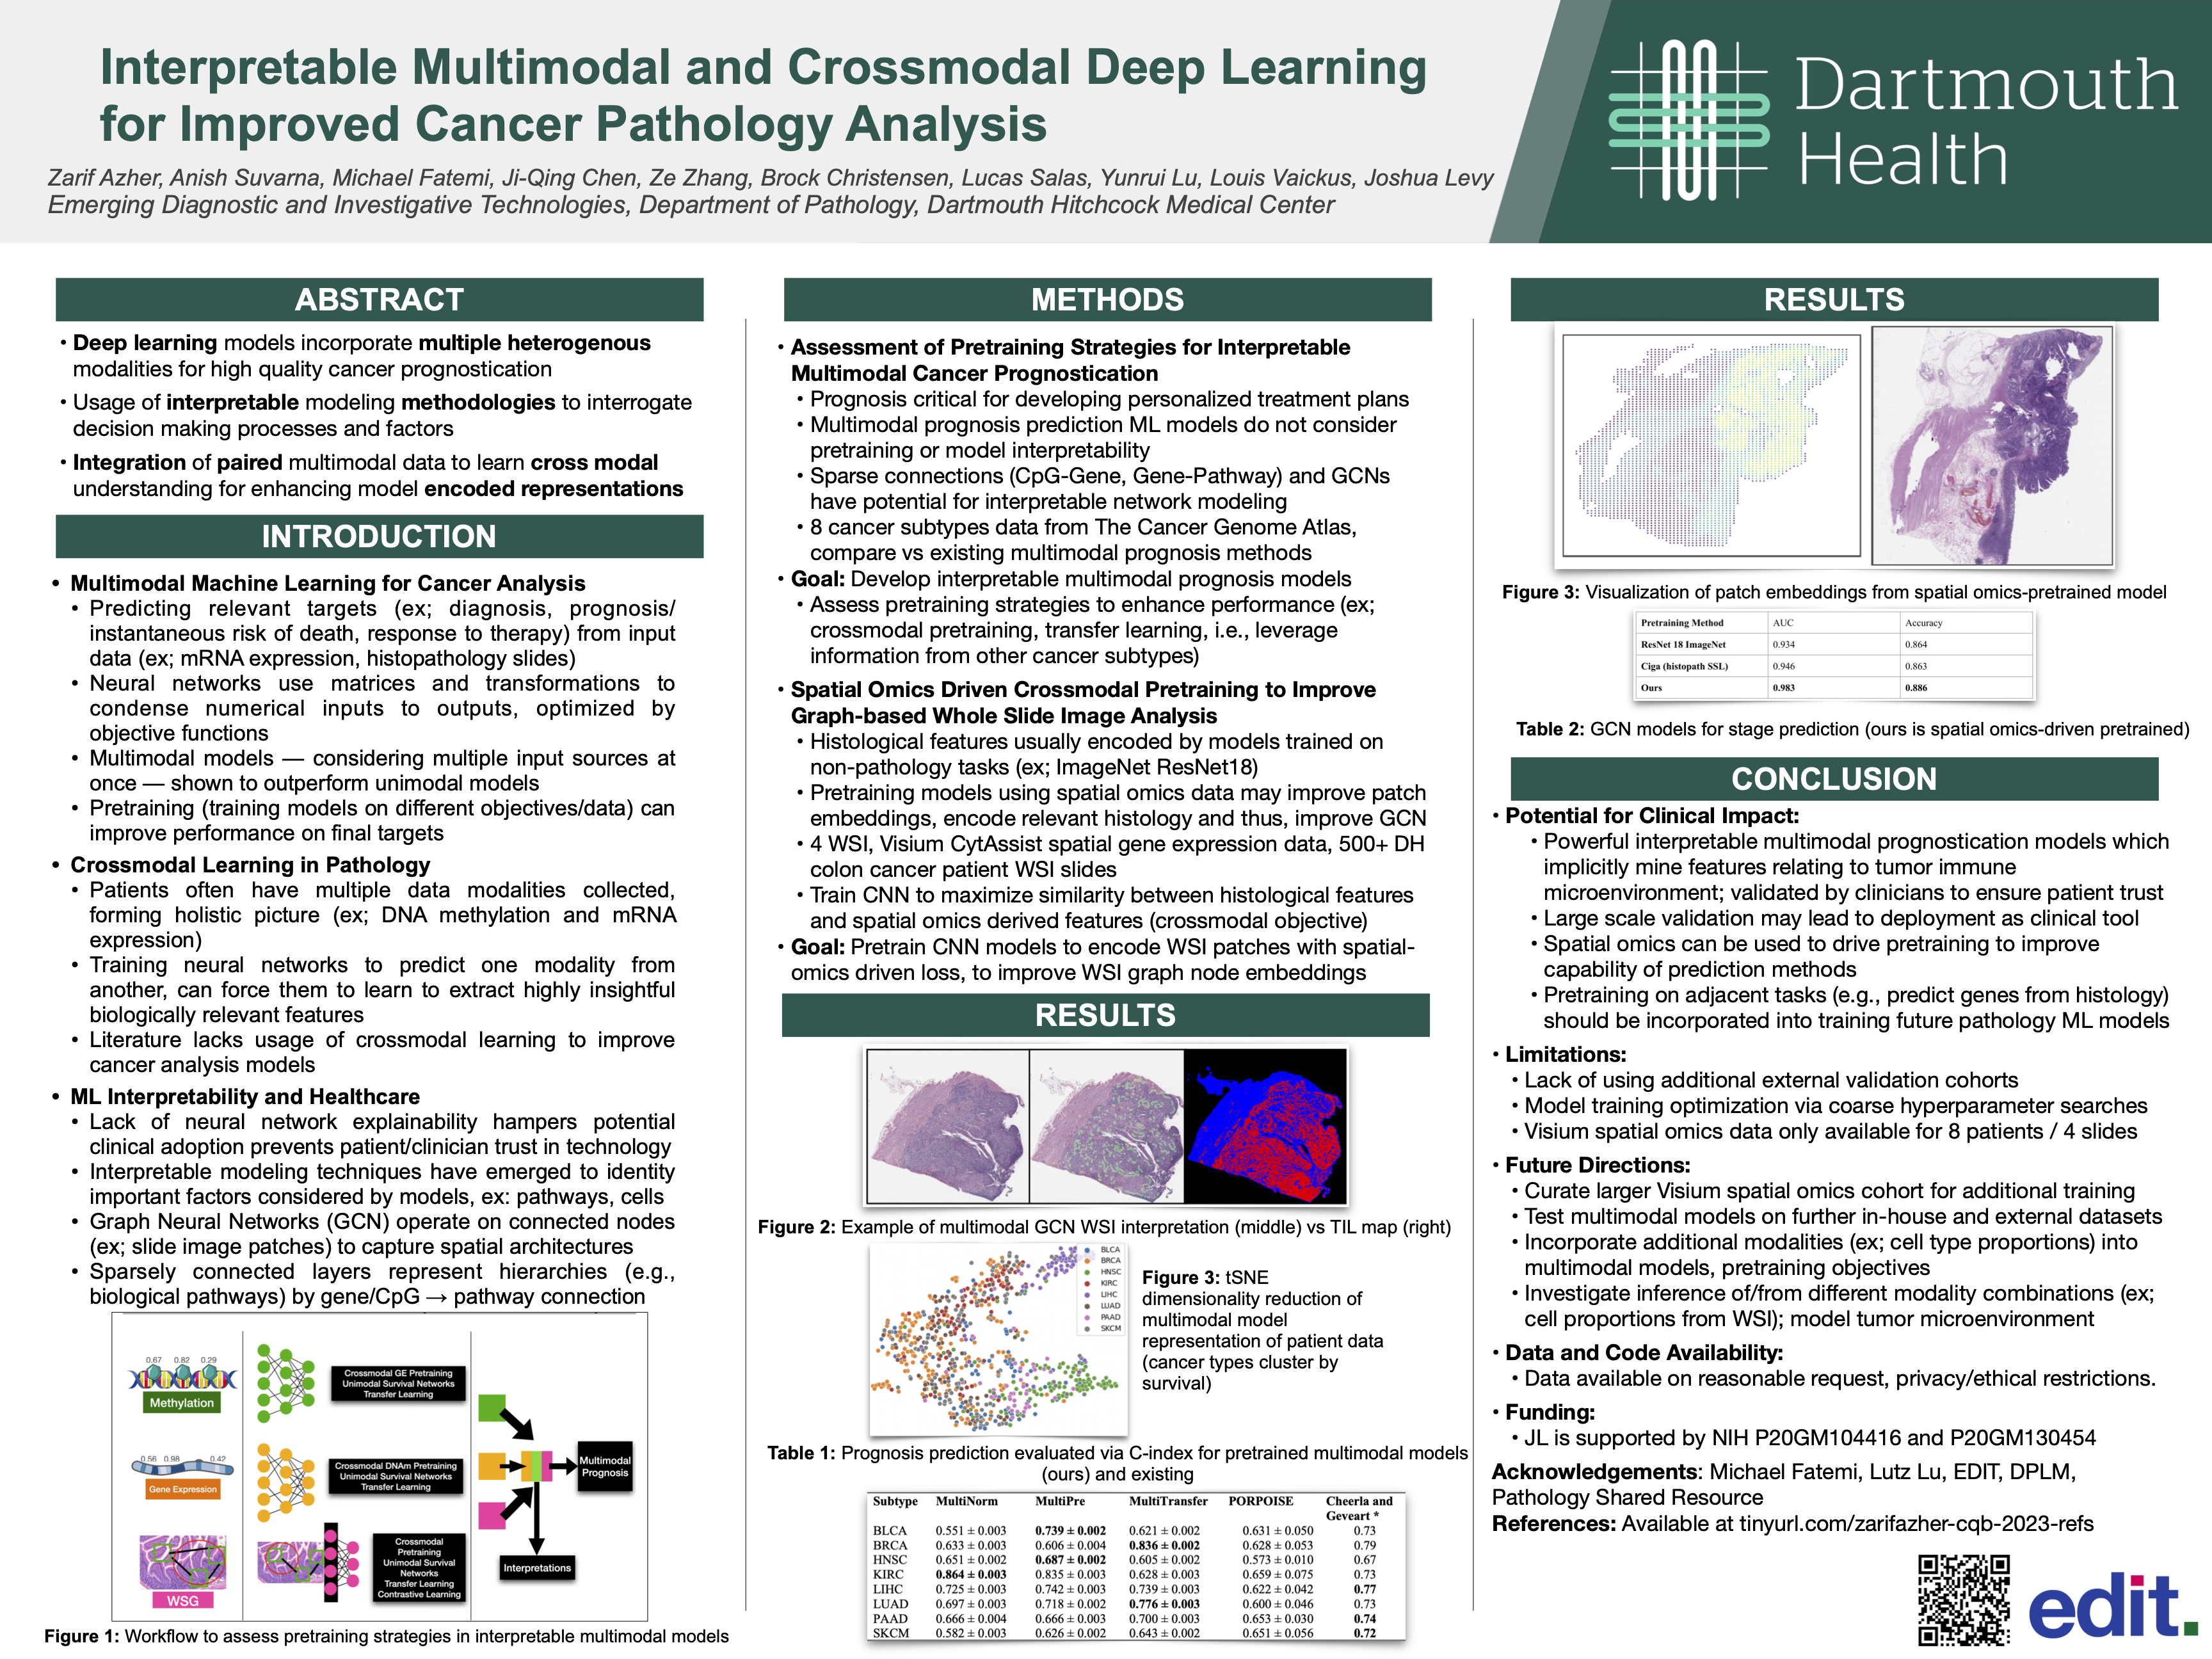 Interpretable Multimodal and Crossmodal Deep Learning
for Improved Cancer Pathology Analysis
Zarif Azher, Anish Suvarna, Michael Fatemi, Ji-Qing Chen, Ze Zhang, Brock Christensen, Lucas Salas, Yunrui Lu, Louis Vaickus, Joshua Levy
Emerging Diagnostic and Investigative Technologies, Department of Pathology, Dartmouth Hitchcock Medical Center
Dartmouth
Health
ABSTRACT
• Deep learning models incorporate multiple heterogenous
modalities for high quality cancer prognostication
• Usage of interpretable modeling methodologies to interrogate
decision making processes and factors
• Integration of paired multimodal data to learn cross modal
understanding for enhancing model encoded representations
INTRODUCTION
• Multimodal Machine Learning for Cancer Analysis
• Predicting relevant targets (ex; diagnosis, prognosis/
instantaneous risk of death, response to therapy) from input
data (ex; mRNA expression, histopathology slides)
• Neural networks use matrices and transformations to
condense numerical inputs to outputs, optimized by
objective functions
• Multimodal models — considering multiple input sources at
once — shown to outperform unimodal models
• Pretraining (training models on different objectives/data) can
improve performance on final targets
• Crossmodal Learning in Pathology
• Patients often have multiple data modalities collected,
forming holistic picture (ex; DNA methylation and mRNA
expression)
• Training neural networks to predict one modality from
another, can force them to learn to extract highly insightful
biologically relevant features
• Literature lacks usage of crossmodal learning to improve
cancer analysis models
• ML Interpretability and Healthcare
• Lack of neural network explainability hampers potential
clinical adoption prevents patient/clinician trust in technology
• Interpretable modeling techniques have emerged to identity
important factors considered by models, ex: pathways, cells
• Graph Neural Networks (GCN) operate on connected nodes
(ex; slide image patches) to capture spatial architectures
• Sparsely connected layers represent hierarchies (e.g.,
biological pathways) by gene/CpG → pathway connection
0.67 0.82 0.29
Methylation
Crossmodal GE Pretraining
Unimodal Survival Networks
Transfer Learning
0.56 0.98 0.42
Gene Expression
Crossmodal DNAm Pretraining
Unimodal Survival Networks
Transfer Learning
Multimodal
Prognosis
WSG
Crossmodal
Pretraining
Unimodal Survival
Networks
Transfer Learning
Contrastive Learning
Interpretations
Figure 1: Workflow to assess pretraining strategies in interpretable multimodal models
METHODS
• Assessment of Pretraining Strategies for Interpretable
Multimodal Cancer Prognostication
• Prognosis critical for developing personalized treatment plans
• Multimodal prognosis prediction ML models do not consider
pretraining or model interpretability
• Sparse connections (CpG-Gene, Gene-Pathway) and GCNs
have potential for interpretable network modeling
• 8 cancer subtypes data from The Cancer Genome Atlas,
compare vs existing multimodal prognosis methods
• Goal: Develop interpretable multimodal prognosis models
• Assess pretraining strategies to enhance performance (ex;
crossmodal pretraining, transfer learning, i.e., leverage
information from other cancer subtypes)
• Spatial Omics Driven Crossmodal Pretraining to Improve
Graph-based Whole Slide Image Analysis
• Histological features usually encoded by models trained on
non-pathology tasks (ex; ImageNet ResNet18)
• Pretraining models using spatial omics data may improve patch
embeddings, encode relevant histology and thus, improve GCN
• 4 WSI, Visium CytAssist spatial gene expression data, 500+ DH
colon cancer patient WSI slides
• Train CNN to maximize similarity between histological features
and spatial omics derived features (crossmodal objective)
• Goal: Pretrain CNN models to encode WSI patches with spatial-
omics driven loss, to improve WSI graph node embeddings
RESULTS
Figure 2: Example of multimodal GCN WSI interpretation (middle) vs TIL map (right)
BLCA
BRCA
HNSC
KIRC
LIHC
LUAD
PAAD
SKCM
Figure 3: tSNE
dimensionality reduction of
multimodal model
representation of patient data
(cancer types cluster by
survival)
Table 1: Prognosis prediction evaluated via C-index for pretrained multimodal models
(ours) and existing
Subtype MultiNorm MultiPre MultiTransfer PORPOISE Cheerla and
Geveart *
BLCA 0.551 ± 0.003 0.739 ± 0.002 0.621 ± 0.002 0.631 ± 0.050 0.73
BRCA 0.633 ± 0.003 0.606 ± 0.004 0.836 ± 0.002 0.628 ± 0.053 0.79
HNSC 0.651 ± 0.002 0.687 ± 0.002 0.605 ± 0.002 0.573 ± 0.010 0.67
KIRC 0.864 ± 0.003 0.835 ± 0.003 0.628 ± 0.003 0.659 ± 0.075 0.73
LIHC 0.725 ± 0.003 0.742 ± 0.003 0.739 ± 0.003 0.622 ± 0.042 0.77
LUAD 0.697 ± 0.003 0.718 ± 0.002 0.776 ± 0.003 0.600 ± 0.046 0.73
PAAD 0.666 ± 0.004 0.666 ± 0.003 0.700 ± 0.003 0.653 ± 0.030 0.74
SKCM 0.582 ± 0.003 0.626 ± 0.002 0.643 ± 0.002 0.651 ± 0.056 0.72
RESULTS
Figure 3: Visualization of patch embeddings from spatial omics-pretrained model
Pretraining Method AUC Accuracy
ResNet 18 ImageNet 0.934 0.864
Ciga (histopath SSL) 0.946 0.863
Ours 0.983 0.886
Table 2: GCN models for stage prediction (ours is spatial omics-driven pretrained)
CONCLUSION
• Potential for Clinical Impact:
• Powerful interpretable multimodal prognostication models which
implicitly mine features relating to tumor immune
microenvironment; validated by clinicians to ensure patient trust
• Large scale validation may lead to deployment as clinical tool
• Spatial omics can be used to drive pretraining to improve
capability of prediction methods
• Pretraining on adjacent tasks (e.g., predict genes from histology)
should be incorporated into training future pathology ML models
• Limitations:
• Lack of using additional external validation cohorts
• Model training optimization via coarse hyperparameter searches
• Visium spatial omics data only available for 8 patients / 4 slides
• Future Directions:
• Curate larger Visium spatial omics cohort for additional training
• Test multimodal models on further in-house and external datasets
• Incorporate additional modalities (ex; cell type proportions) into
multimodal models, pretraining objectives
• Investigate inference of/from different modality combinations (ex;
cell proportions from WSI); model tumor microenvironment
• Data and Code Availability:
• Data available on reasonable request, privacy/ethical restrictions.
• Funding:
• JL is supported by NIH P20GM104416 and P20GM130454
Acknowledgements: Michael Fatemi, Lutz Lu, EDIT, DPLM,
Pathology Shared Resource
References: Available at tinyurl.com/zarifazher-cqb-2023-refs
edit.